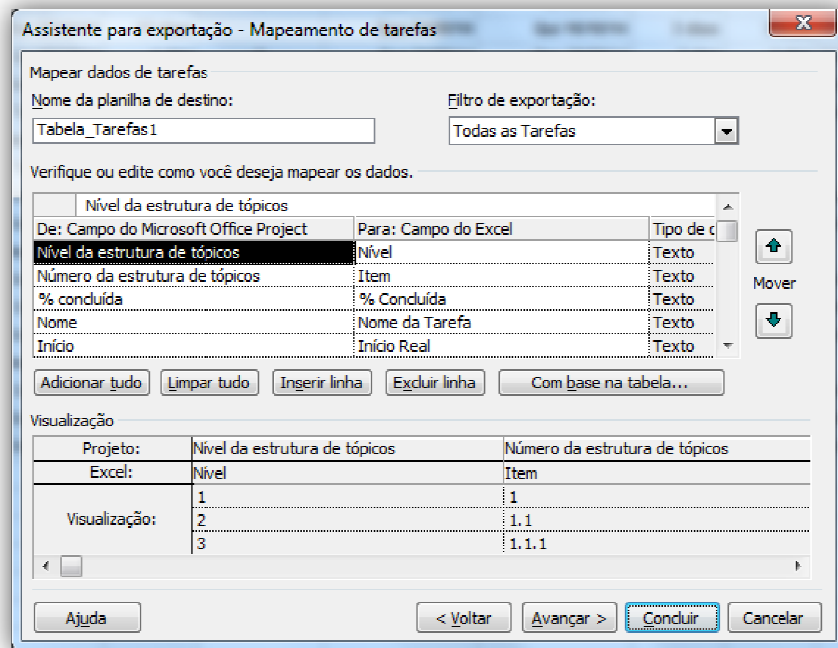 Assistente para exportação - Mapeamento de tarefas
Mapear dados de tarefas
Nome da planilha de destino: Filtro de exportação:
Tabela_Tarefas1 Todas as Tarefas
Verifique ou edite como você deseja mapear os dados.
Nível da estrutura de tópicos
De: Campo do Microsoft Office Project Para: Campo do Excel Tipo de
Nível da estrutura de tópicos Nível Texto
Número da estrutura de tópicos Item Texto
% concluída % Concluída Texto
Nome Nome da Tarefa Texto
Início Início Real Texto
Mover
Adicionar tudo Limpar tudo Inserir linha Excluir linha Com base na tabela...
Visualização
Projeto: Nível da estrutura de tópicos Número da estrutura de tópicos
Excel: Nível Item
Visualização:
1 1
2 1.1
3 1.1.1
Ajuda < Voltar Avançar > Concluir Cancelar